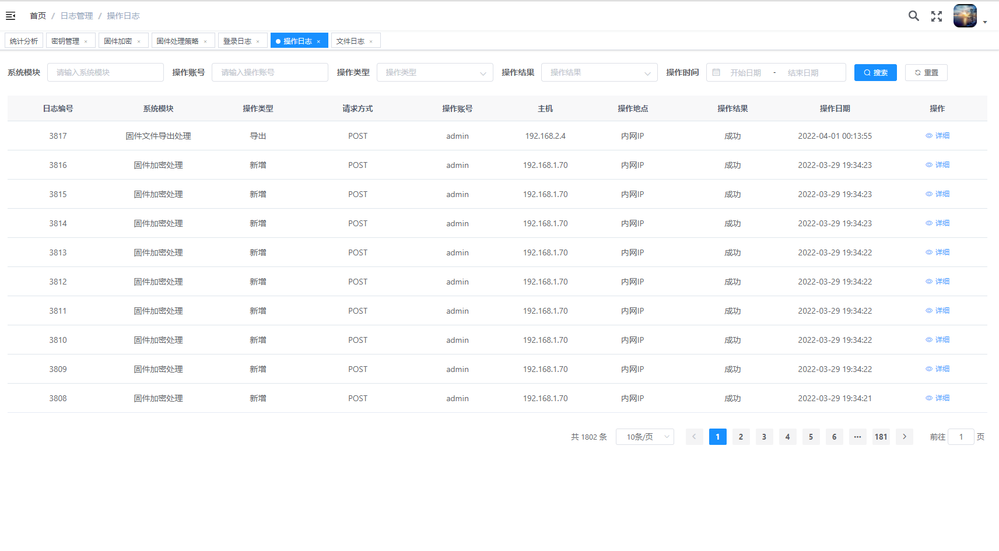 首页 / 日志管理 / 操作日志
统计分析 密钥管理 × 固件加密 × 固件处理策略 × 登录日志 × 操作日志 × 文件日志 ×
系统模块 请输入系统模块 操作账号 请输入操作账号 操作类型 操作类型 操作结果 操作结果 操作时间 开始日期 - 结束日期 搜索 重置
日志编号 系统模块 操作类型 请求方式 操作账号 主机 操作地点 操作结果 操作日期 操作
3817 固件文件导出处理 导出 POST admin 192.168.2.4 内网IP 成功 2022-04-01 00:13:55 详细
3816 固件加密处理 新增 POST admin 192.168.1.70 内网IP 成功 2022-03-29 19:34:23 详细
3815 固件加密处理 新增 POST admin 192.168.1.70 内网IP 成功 2022-03-29 19:34:23 详细
3814 固件加密处理 新增 POST admin 192.168.1.70 内网IP 成功 2022-03-29 19:34:23 详细
3813 固件加密处理 新增 POST admin 192.168.1.70 内网IP 成功 2022-03-29 19:34:22 详细
3812 固件加密处理 新增 POST admin 192.168.1.70 内网IP 成功 2022-03-29 19:34:22 详细
3811 固件加密处理 新增 POST admin 192.168.1.70 内网IP 成功 2022-03-29 19:34:22 详细
3810 固件加密处理 新增 POST admin 192.168.1.70 内网IP 成功 2022-03-29 19:34:22 详细
3809 固件加密处理 新增 POST admin 192.168.1.70 内网IP 成功 2022-03-29 19:34:22 详细
3808 固件加密处理 新增 POST admin 192.168.1.70 内网IP 成功 2022-03-29 19:34:21 详细
共 1802 条 10条/页 1 2 3 4 5 6 ··· 181 前往 1 页